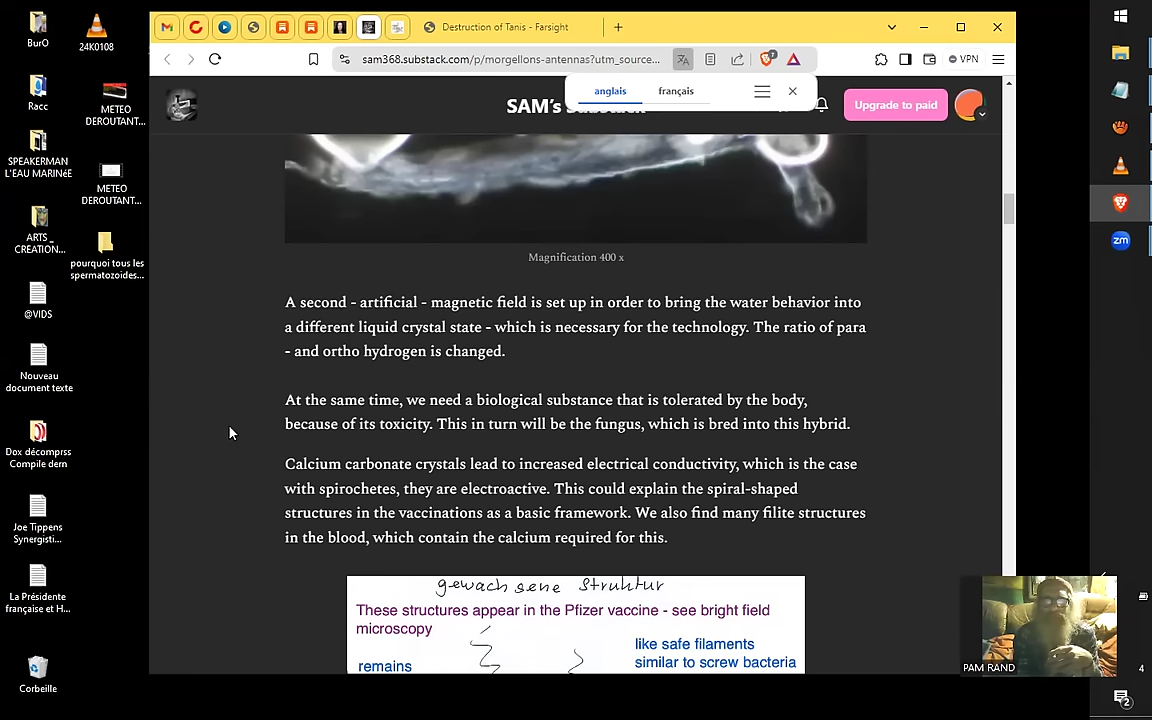 BurO
24K0108
Racc
METEO
DEROUTANT...
SPEAKERMAN
L'EAU MARINéE
METEO
DEROUTANT...
ARTS_
CREATION...
pourquoi tous les
spermatozoides...
@VIDS
Nouveau
document texte
Dox décomprss
Compile dern
Joe Tippens
Synergisti...
La Présidente
française et H...
Corbeille
Destruction of Tanis - Farsight
sam368.substack.com/p/morgellons-antennas?utm_source...
VPN
anglais
français
SAM's Substack
Upgrade to paid
Magnification 400 x
A second - artificial - magnetic field is set up in order to bring the water behavior into
a different liquid crystal state - which is necessary for the technology. The ratio of para
- and ortho hydrogen is changed.
At the same time, we need a biological substance that is tolerated by the body,
because of its toxicity. This in turn will be the fungus, which is bred into this hybrid.
Calcium carbonate crystals lead to increased electrical conductivity, which is the case
with spirochetes, they are electroactive. This could explain the spiral-shaped
structures in the vaccinations as a basic framework. We also find many filite structures
in the blood, which contain the calcium required for this.
gewachsene Struktur
These structures appear in the Pfizer vaccine - see bright field
microscopy
like safe filaments
similar to screw bacteria
remains
PAM RAND
zm
4
2